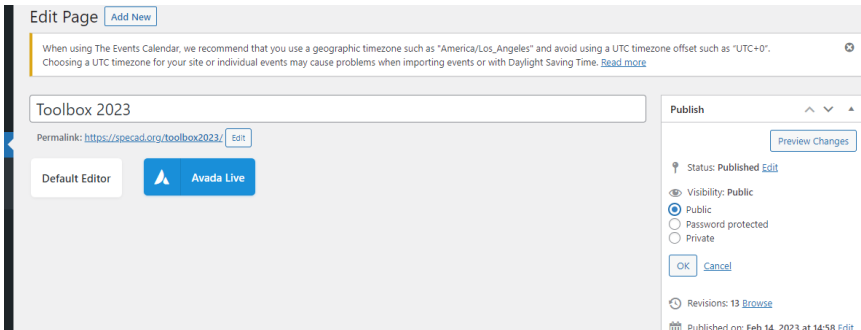 Edit Page Add New
When using The Events Calendar, we recommend that you use a geographic timezone such as "America/Los_Angeles" and avoid using a UTC timezone offset such as "UTC+0".
Choosing a UTC timezone for your site or individual events may cause problems when importing events or with Daylight Saving Time. Read more
Toolbox 2023
Permalink: https://specad.org/toolbox2023/ Edit
Default Editor
Avada Live
Publish
Preview Changes
Status: Published Edit
Visibility: Public
Public
Password protected
Private
OK Cancel
Revisions: 13 Browse
Published on: Feb 14, 2023 at 14:58 Edit